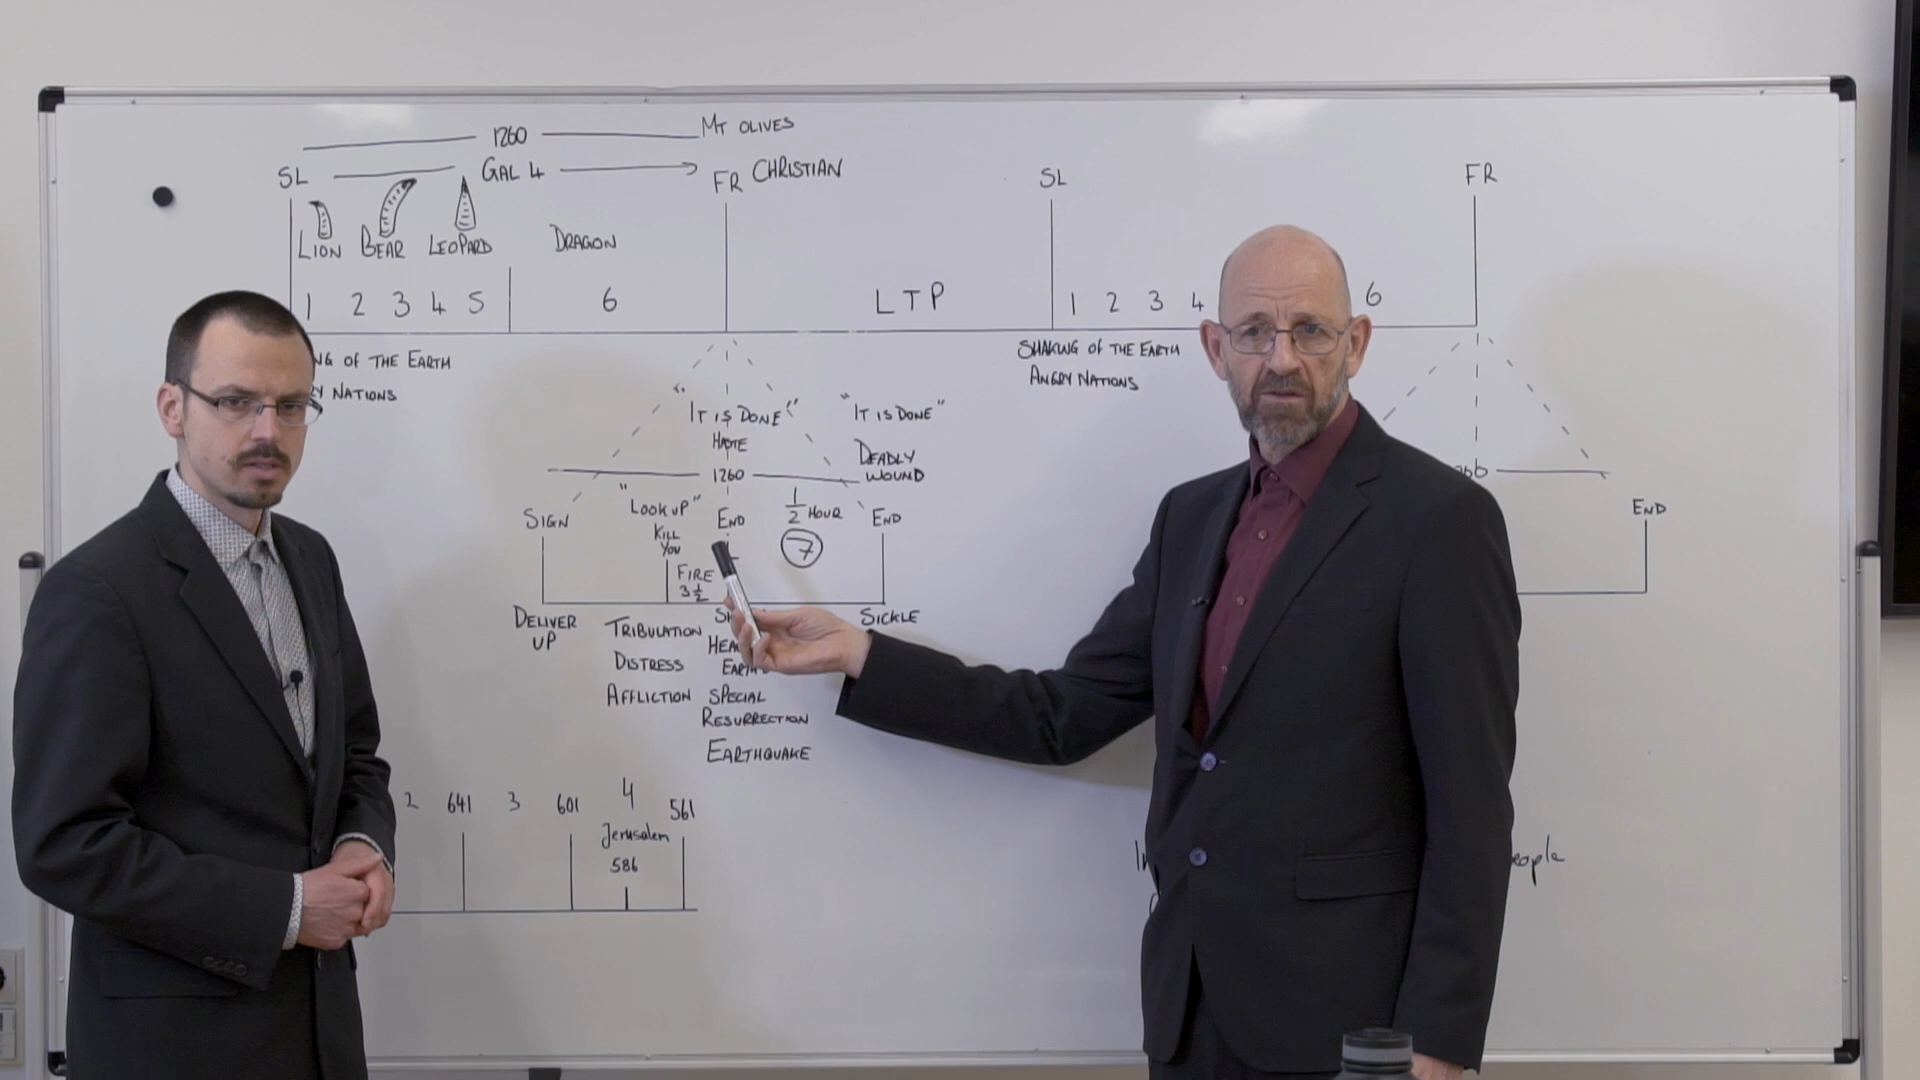 1260 MT OLIVES
SL GAL 4 FR CHRISTIAN
LION BEAR LEOPARD DRAGON
1 2 3 4 5 6
LTP
SL FR
1 2 3 4 6
NG OF THE EARTH
Y NATIONS
SHAKING OF THE EARTH
ANGRY NATIONS
"IT IS DONE" "IT IS DONE"
HASTE
DEADLY
WOUND
1260
"LOOK UP"
KILL
YOU
SIGN
END
1/2 HOUR
7
END
FIRE
3 1/2
DELIVER
UP
TRIBULATION
DISTRESS
AFFLICTION
SPECIAL
RESURRECTION
EARTHQUAKE
SICKLE
END
2 641 3 601 4 561
Jerusalem
586
eople